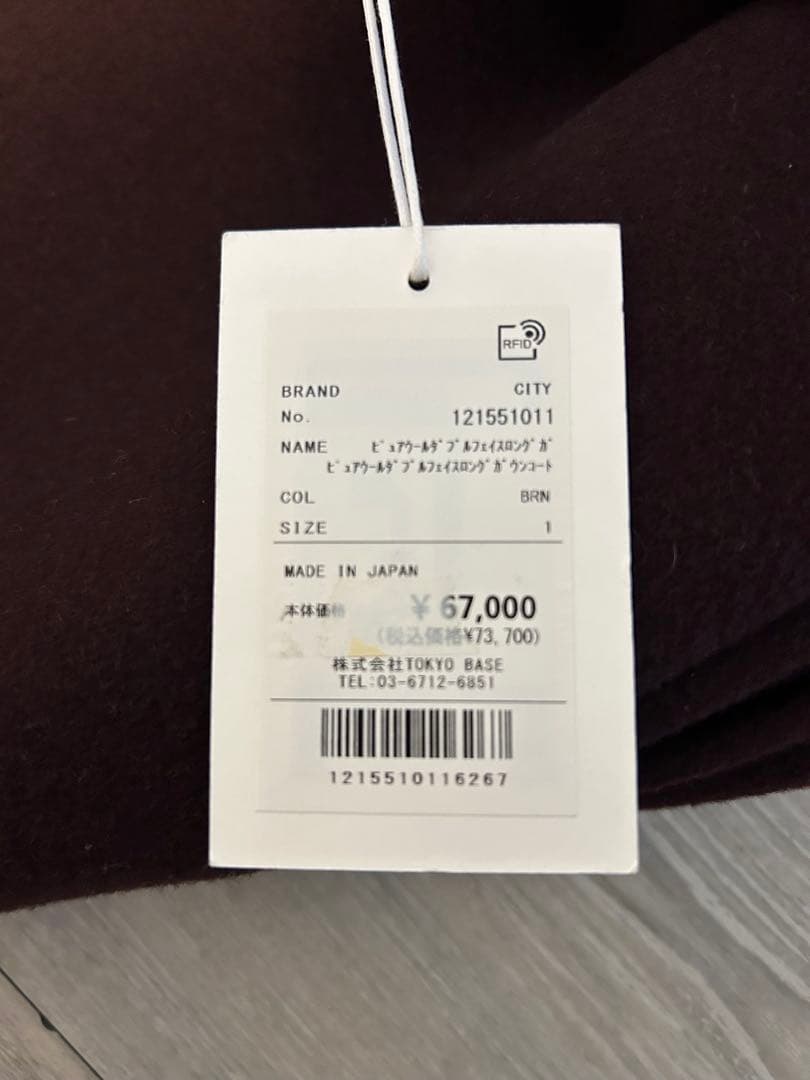 RFID
BRAND CITY
No. 121551011
NAME ﾋﾟｭｱｳｰﾙﾀﾞﾌﾞﾙﾌｪｲｽﾛﾝｸﾞｶﾞ
ﾋﾟｭｱｳｰﾙﾀﾞﾌﾞﾙﾌｪｲｽﾛﾝｸﾞｶﾞｳﾝｺｰﾄ
COL BRN
SIZE 1
MADE IN JAPAN
本体価格 ¥ 67,000
(税込価格¥73,700)
株式会社TOKYO BASE
TEL:03-6712-6851
1215510116267